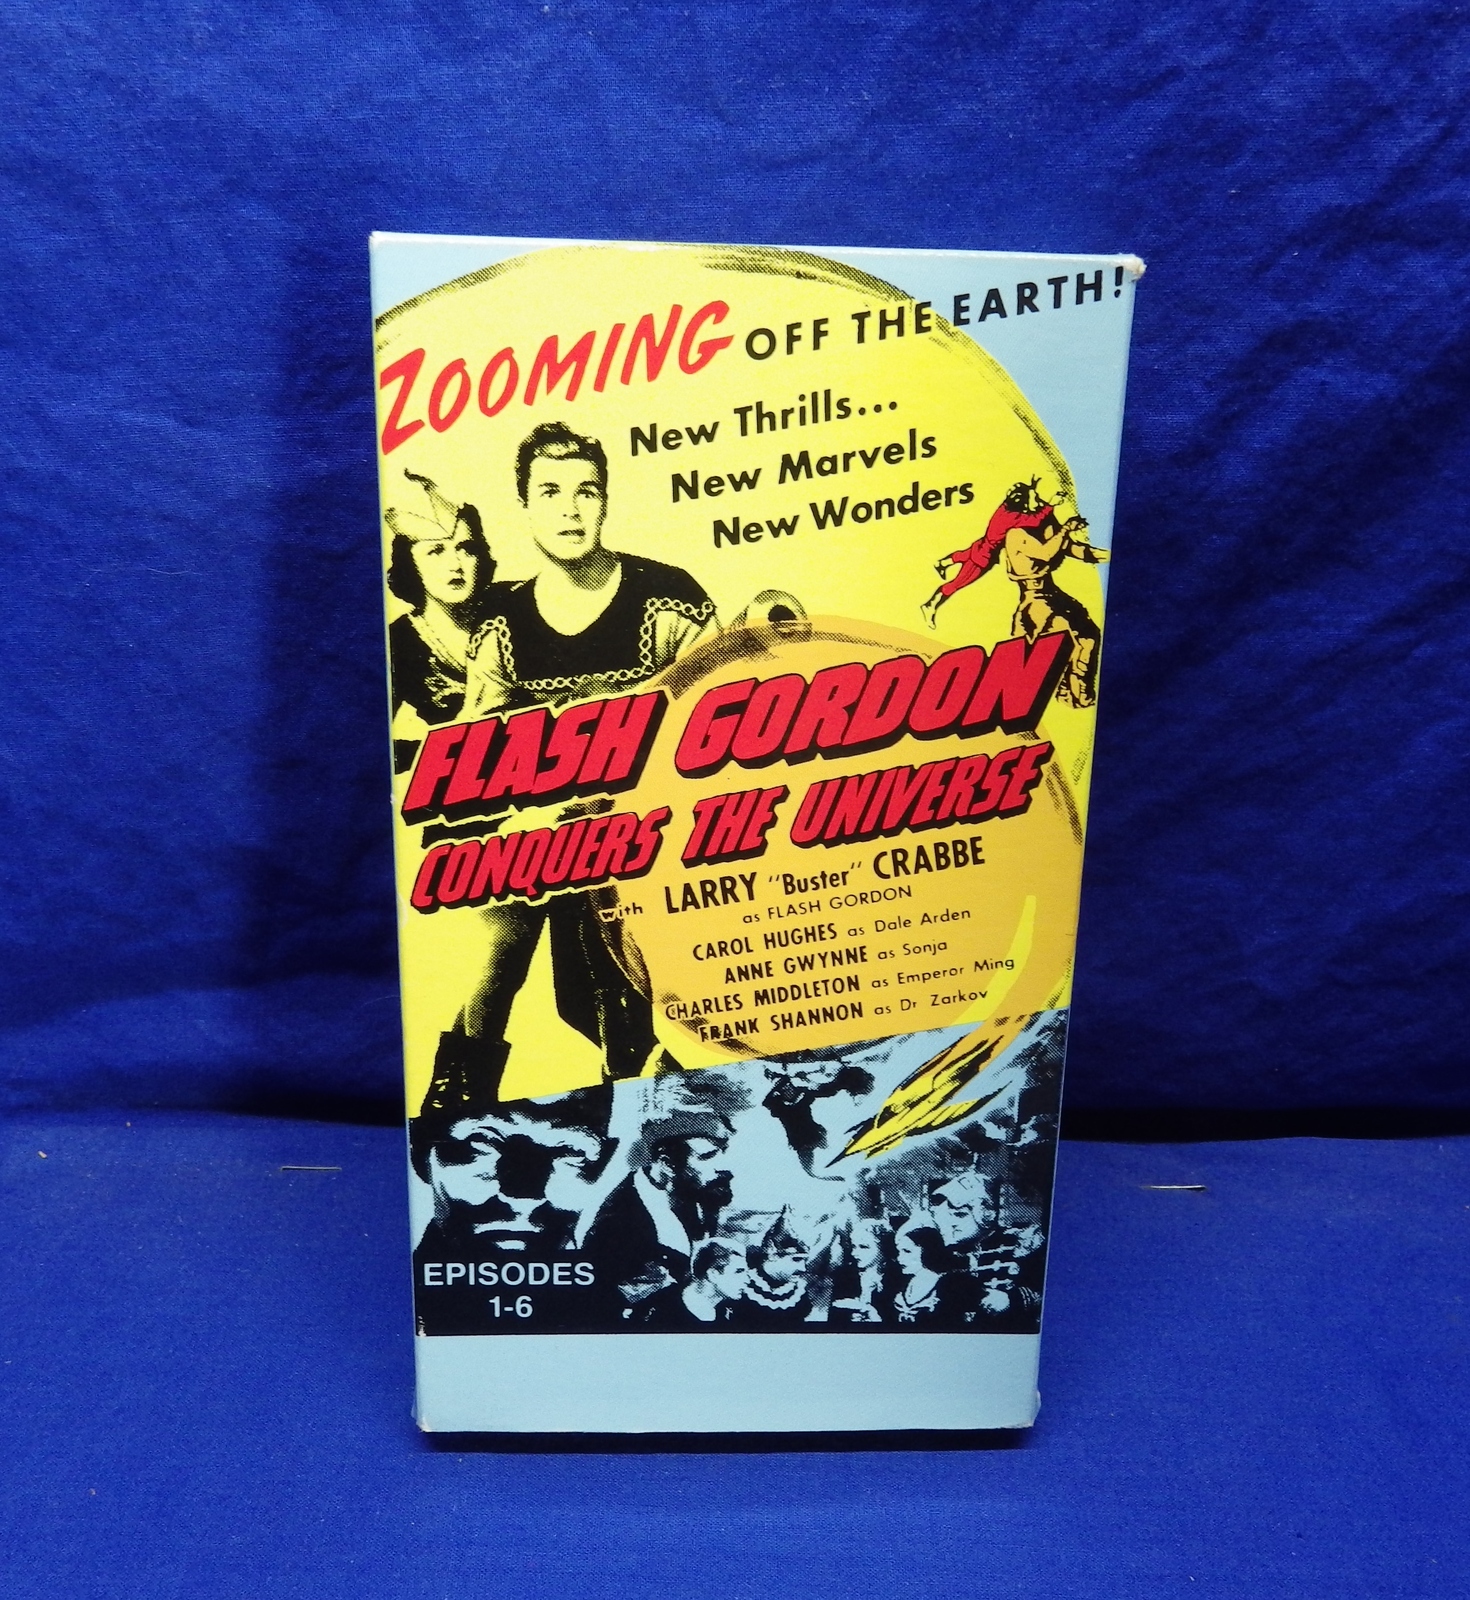 ZOOMING OFF THE EARTH!
New Thrills...
New Marvels
New Wonders
FLASH GORDON
CONQUERS THE UNIVERSE
with LARRY "Buster" CRABBE
as FLASH GORDON
CAROL HUGHES as Dale Arden
ANNE GWYNNE as Sonja
CHARLES MIDDLETON as Emperor Ming
FRANK SHANNON as Dr Zarkov
EPISODES
1-6